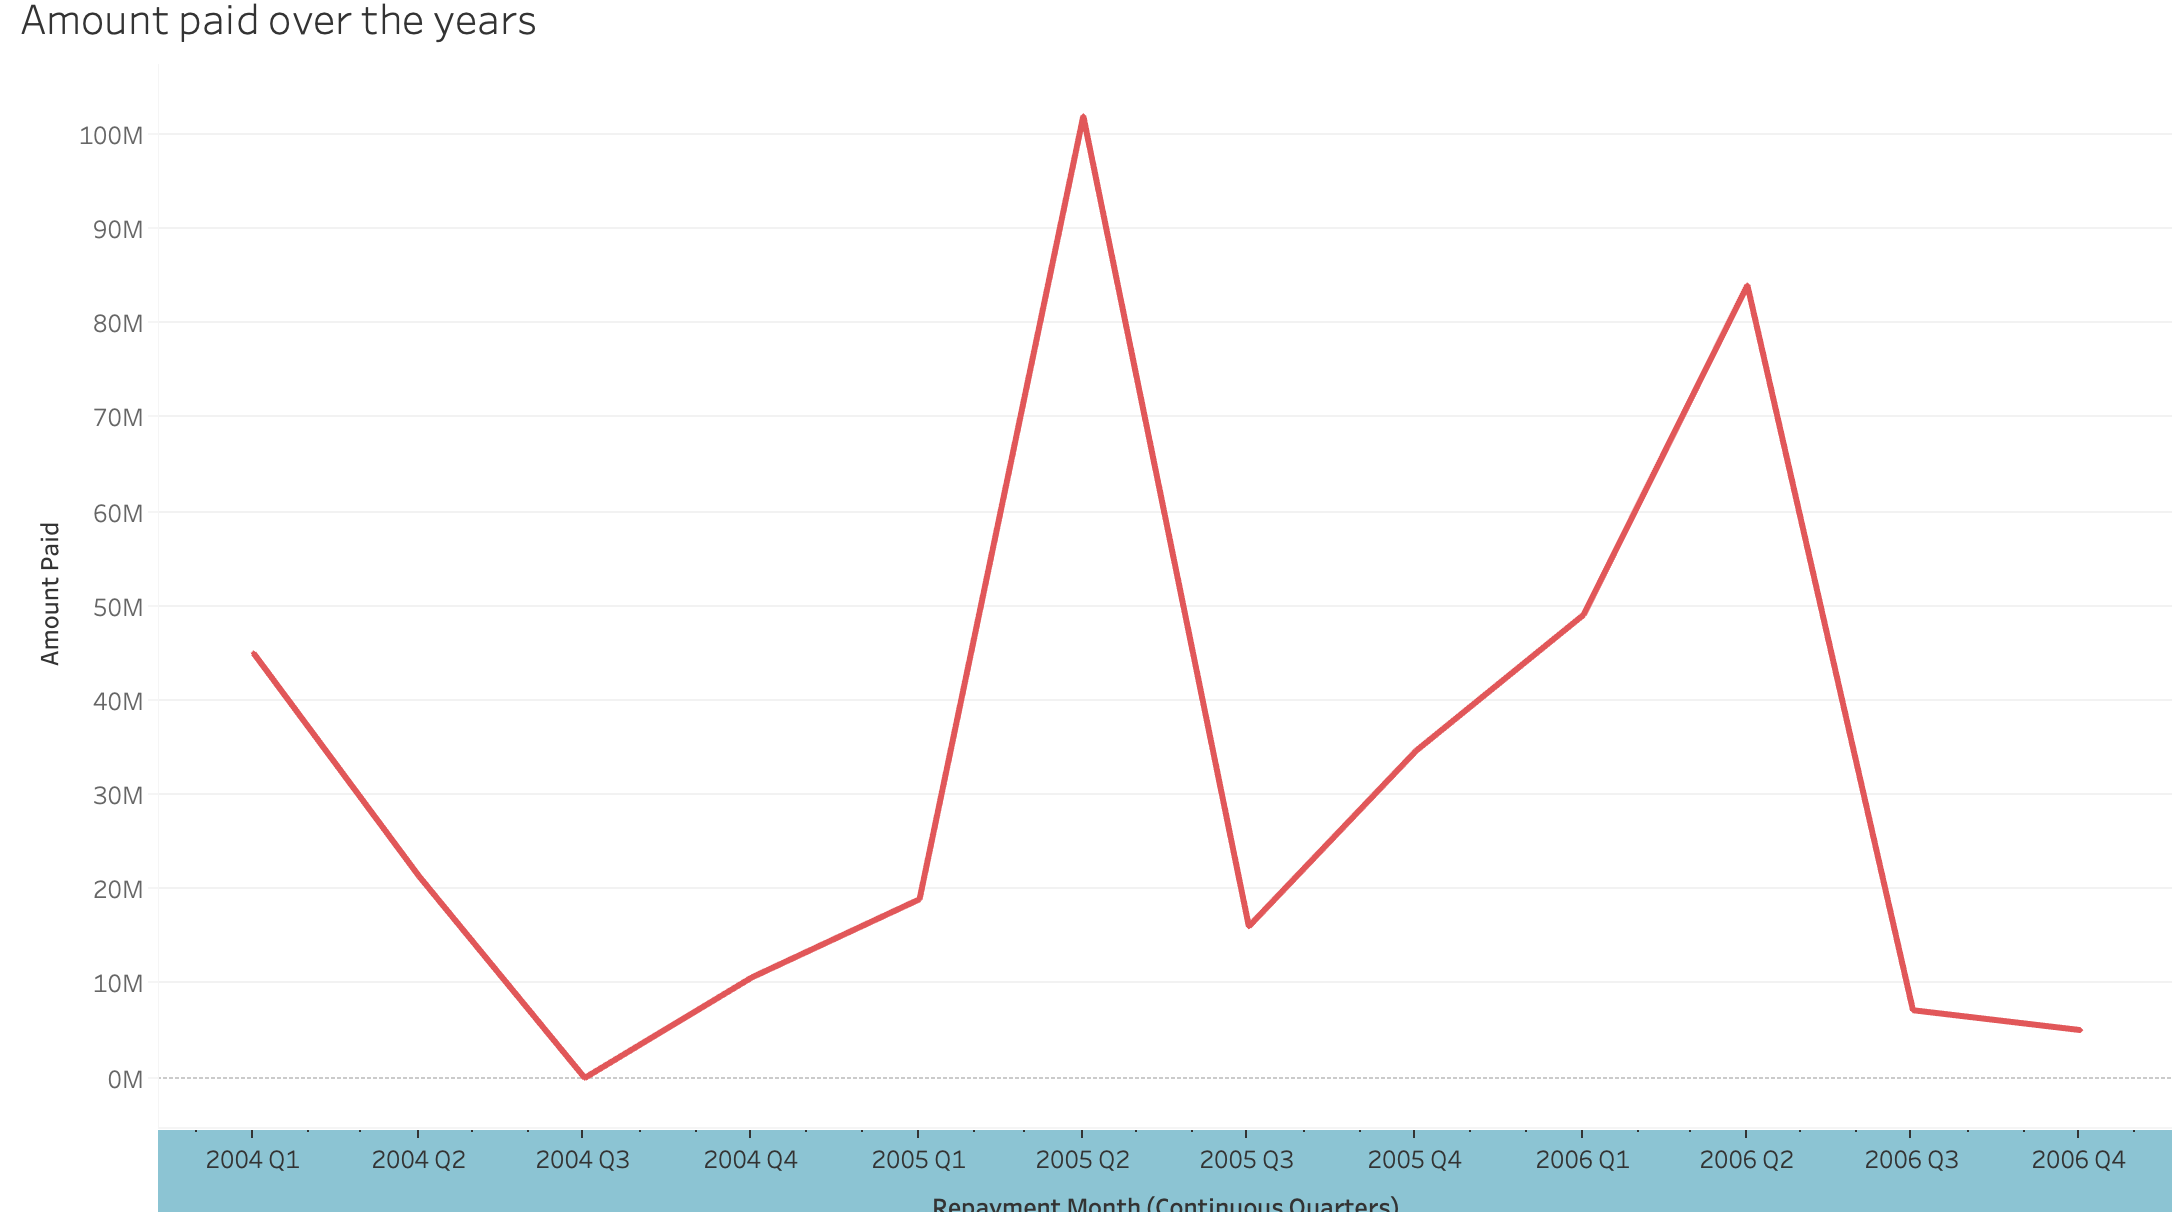 Amount paid over the years
100M
90M
80M
70M
60M
50M
40M
30M
20M
10M
0M
Amount Paid
2004 Q1 2004 Q2 2004 Q3 2004 Q4 2005 Q1 2005 Q2 2005 Q3 2005 Q4 2006 Q1 2006 Q2 2006 Q3 2006 Q4
Repayment Month (Continuous Quarters)